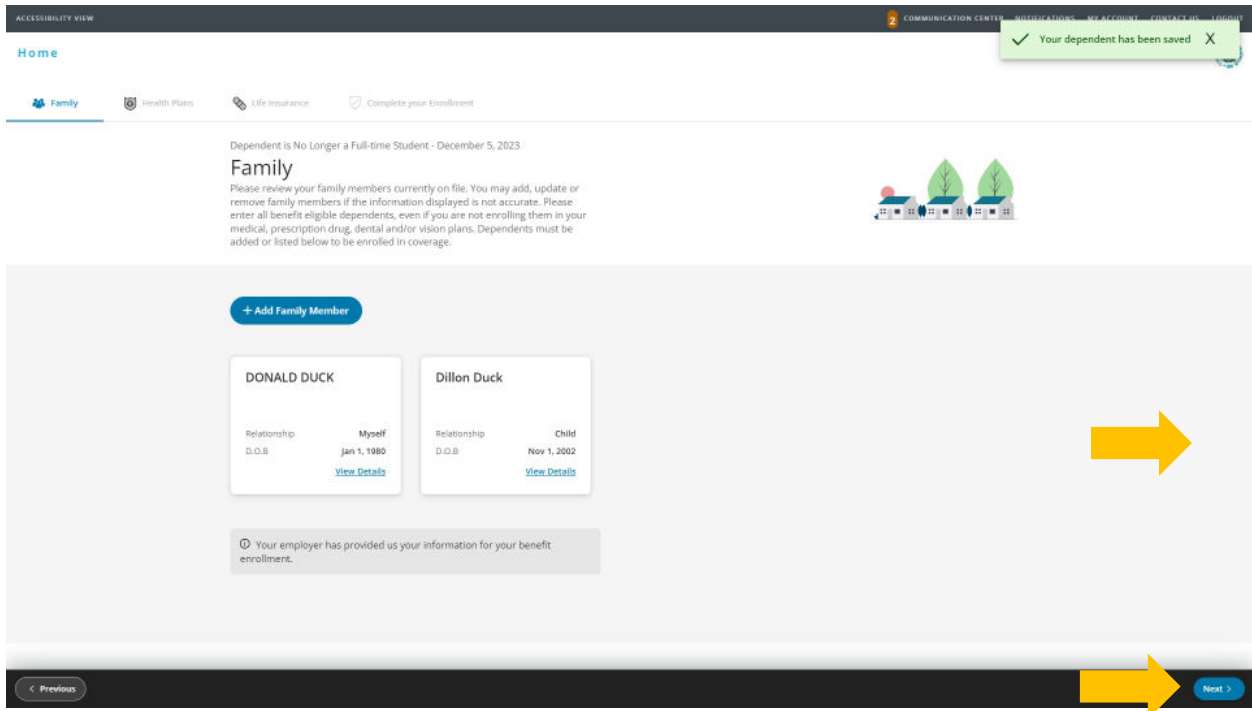 ACCESSIBILITY VIEW
2 COMMUNICATION CENTER NOTIFICATIONS MY ACCOUNT CONTACT US LOGOUT
Your dependent has been saved X
Home
Family
Health Plans
Life Insurance
Complete your Enrollment
Dependent is No Longer a Full-time Student - December 5, 2023
Family
Please review your family members currently on file. You may add, update or
remove family members if the information displayed is not accurate. Please
enter all benefit eligible dependents, even if you are not enrolling them in your
medical, prescription drug, dental and/or vision plans. Dependents must be
added or listed below to be enrolled in coverage.
+ Add Family Member
DONALD DUCK
Relationship Myself
D.O.B Jan 1, 1980
View Details
Dillon Duck
Relationship Child
D.O.B Nov 1, 2002
View Details
Your employer has provided us your information for your benefit
enrollment.
< Previous
Next >